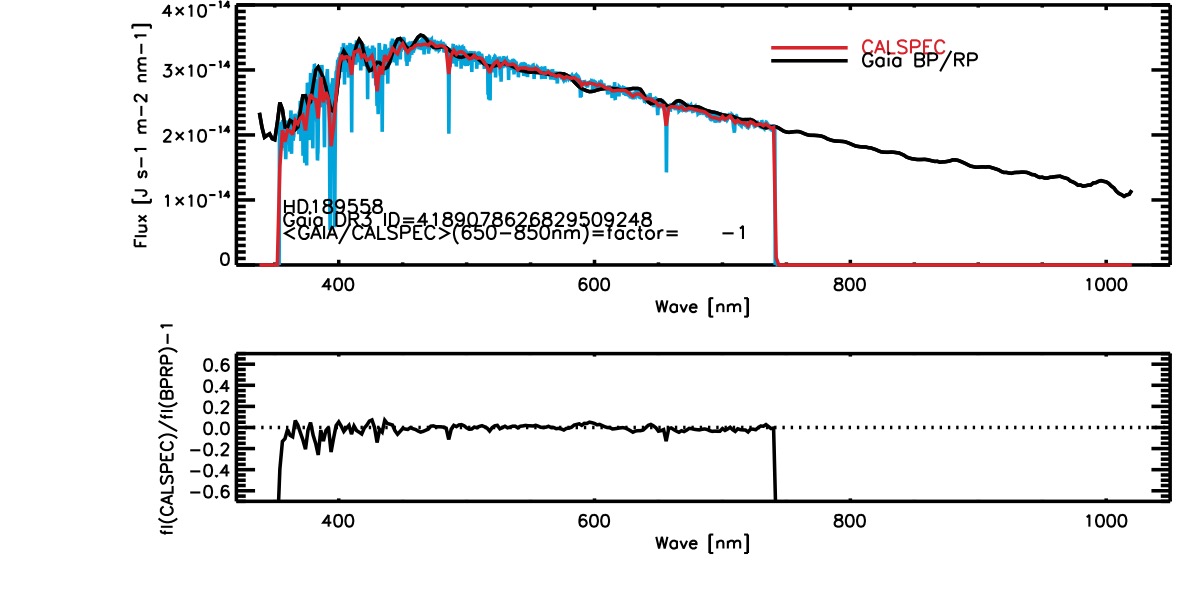 4×10−14
3×10−14
2×10−14
1×10−14
0
Flux [J s−1 m−2 nm−1]
CALSPEC
Gaia BP/RP
HD189558
Gaia DR3 ID=4189078626829509248
<GAIA/CALSPEC>(650−850nm)=factor= −1
400 600 800 1000
Wave [nm]
fl(CALSPEC)/fl(BPRP)−1
0.6
0.4
0.2
0.0
−0.2
−0.4
−0.6
400 600 800 1000
Wave [nm]